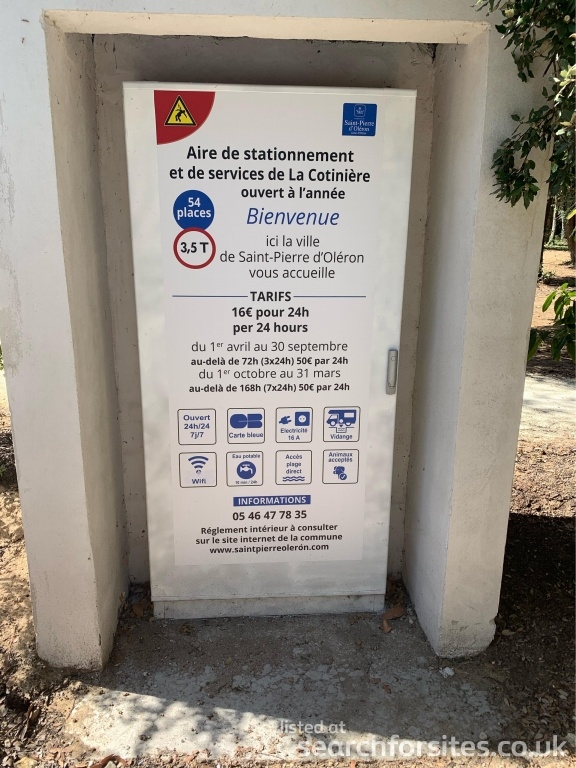 Saint-Pierre
d'Oléron
Aire de stationnement
et de services de La Cotinière
ouvert à l'année
54
places
Bienvenue
3,5 T
ici la ville
de Saint-Pierre d'Oléron
vous accueille
TARIFS
16€ pour 24h
per 24 hours
du 1er avril au 30 septembre
au-delà de 72h (3x24h) 50€ par 24h
du 1er octobre au 31 mars
au-delà de 168h (7x24h) 50€ par 24h
Ouvert
24h/24
7j/7
Carte bleue
Electricité
16 A
Vidange
Wifi
Eau potable
10 min / 24h
Accès
plage
direct
Animaux
acceptés
INFORMATIONS
05 46 47 78 35
Réglement intérieur à consulter
sur le site internet de la commune
www.saintpierreoleron.com
listed at
searchforsites.co.uk